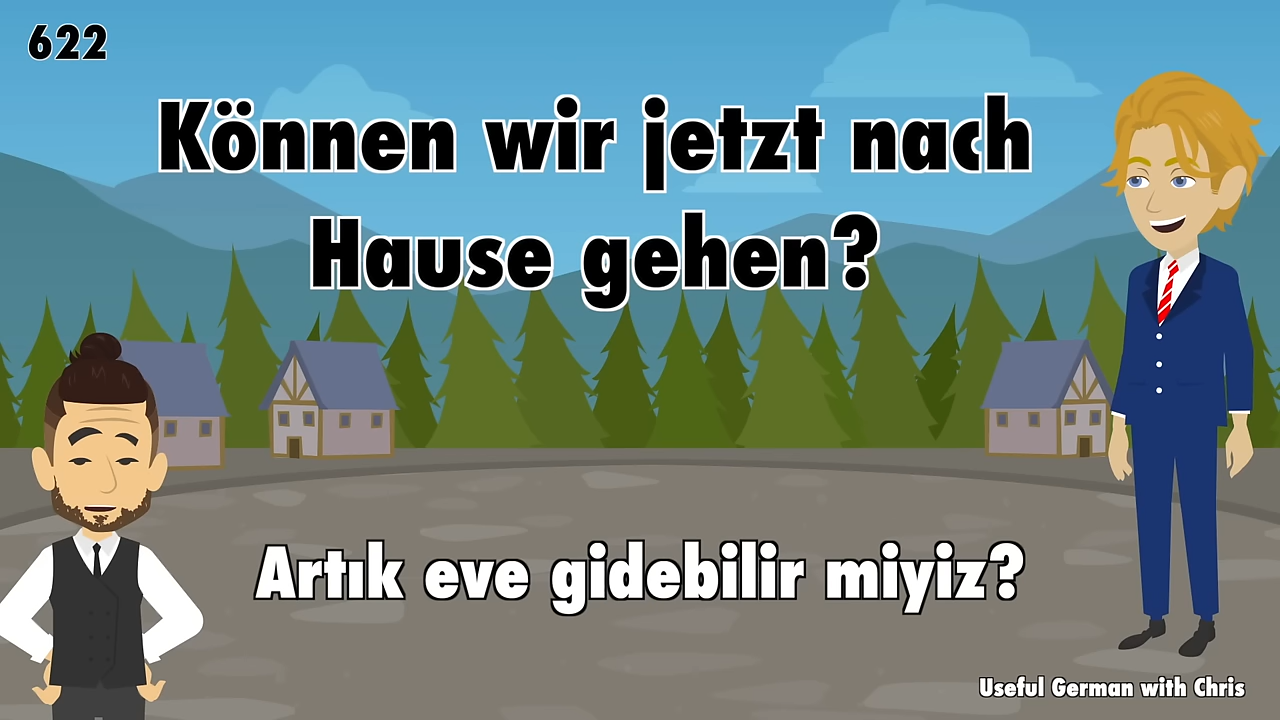 622
Können wir jetzt nach
Hause gehen?
Artık eve gidebilir miyiz?
Useful German with Chris